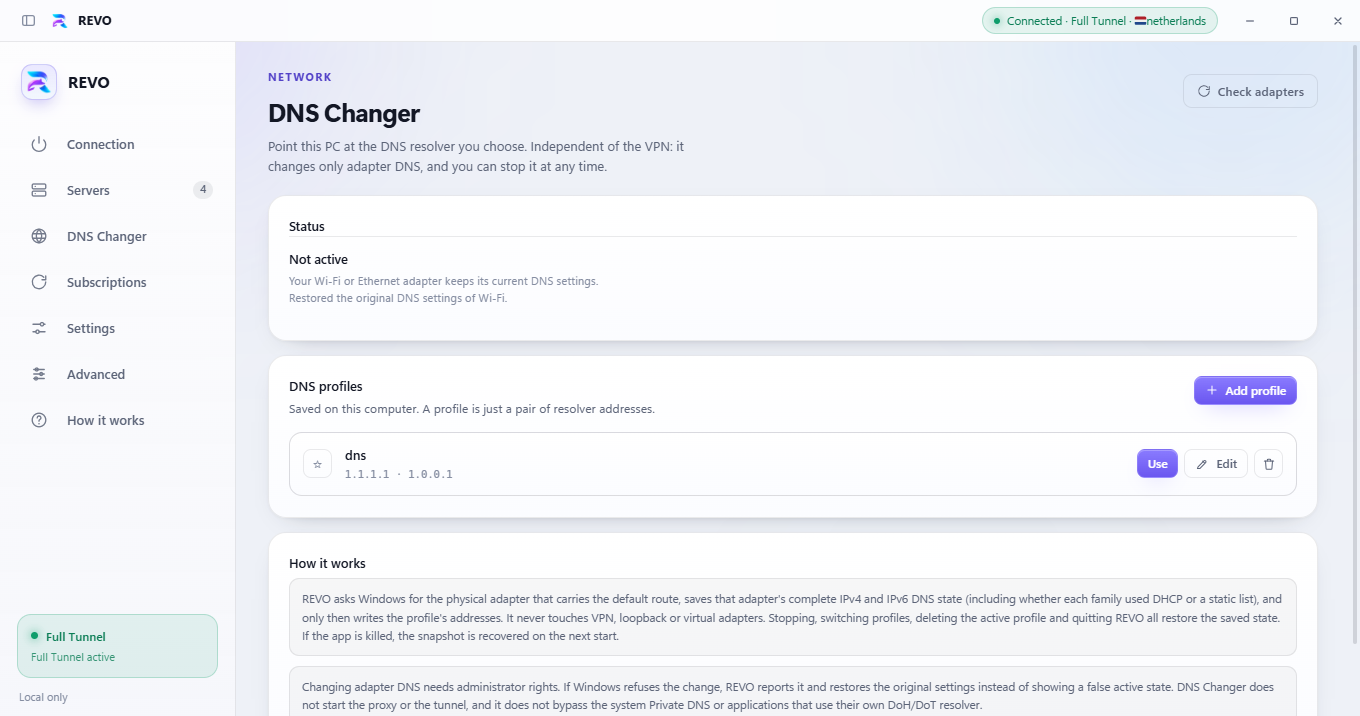 REVO
Connected · Full Tunnel · netherlands
REVO
Connection
Servers
4
DNS Changer
Subscriptions
Settings
Advanced
How it works
Full Tunnel
Full Tunnel active
Local only
NETWORK
DNS Changer
Check adapters
Point this PC at the DNS resolver you choose. Independent of the VPN: it
changes only adapter DNS, and you can stop it at any time.
Status
Not active
Your Wi-Fi or Ethernet adapter keeps its current DNS settings.
Restored the original DNS settings of Wi-Fi.
DNS profiles
Saved on this computer. A profile is just a pair of resolver addresses.
Add profile
dns
1.1.1.1 · 1.0.0.1
Use
Edit
How it works
REVO asks Windows for the physical adapter that carries the default route, saves that adapter's complete IPv4 and IPv6 DNS state (including whether each family used DHCP or a static list), and
only then writes the profile's addresses. It never touches VPN, loopback or virtual adapters. Stopping, switching profiles, deleting the active profile and quitting REVO all restore the saved state.
If the app is killed, the snapshot is recovered on the next start.
Changing adapter DNS needs administrator rights. If Windows refuses the change, REVO reports it and restores the original settings instead of showing a false active state. DNS Changer does
not start the proxy or the tunnel, and it does not bypass the system Private DNS or applications that use their own DoH/DoT resolver.